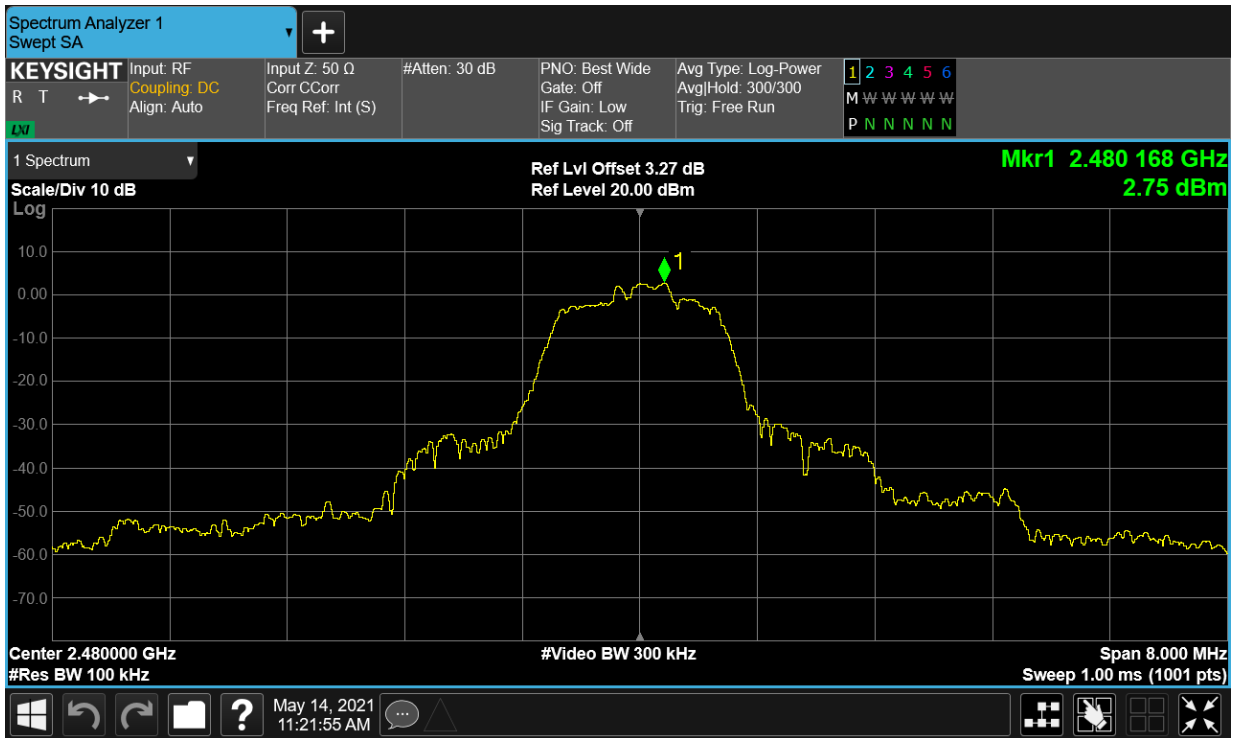 Spectrum Analyzer 1
Swept SA
+
KEYSIGHT
R T
LXI
Input: RF
Coupling: DC
Align: Auto
Input Z: 50 Ω
Corr CCorr
Freq Ref: Int (S)
#Atten: 30 dB
PNO: Best Wide
Gate: Off
IF Gain: Low
Sig Track: Off
Avg Type: Log-Power
Avg|Hold: 300/300
Trig: Free Run
1 2 3 4 5 6
M W W W W W
P N N N N N
1 Spectrum
Scale/Div 10 dB
Log
Ref Lvl Offset 3.27 dB
Ref Level 20.00 dBm
Mkr1 2.480 168 GHz
2.75 dBm
1
10.0
0.00
-10.0
-20.0
-30.0
-40.0
-50.0
-60.0
-70.0
Center 2.480000 GHz
#Video BW 300 kHz
Span 8.000 MHz
#Res BW 100 kHz
Sweep 1.00 ms (1001 pts)
?
May 14, 2021
11:21:55 AM